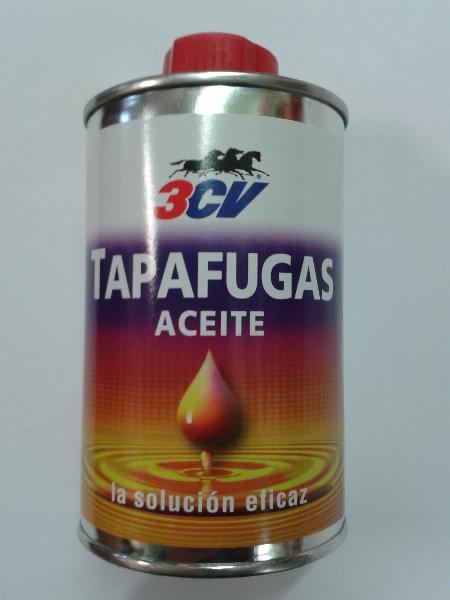 3CV
TAPAFUGAS
ACEITE
la solución eficaz